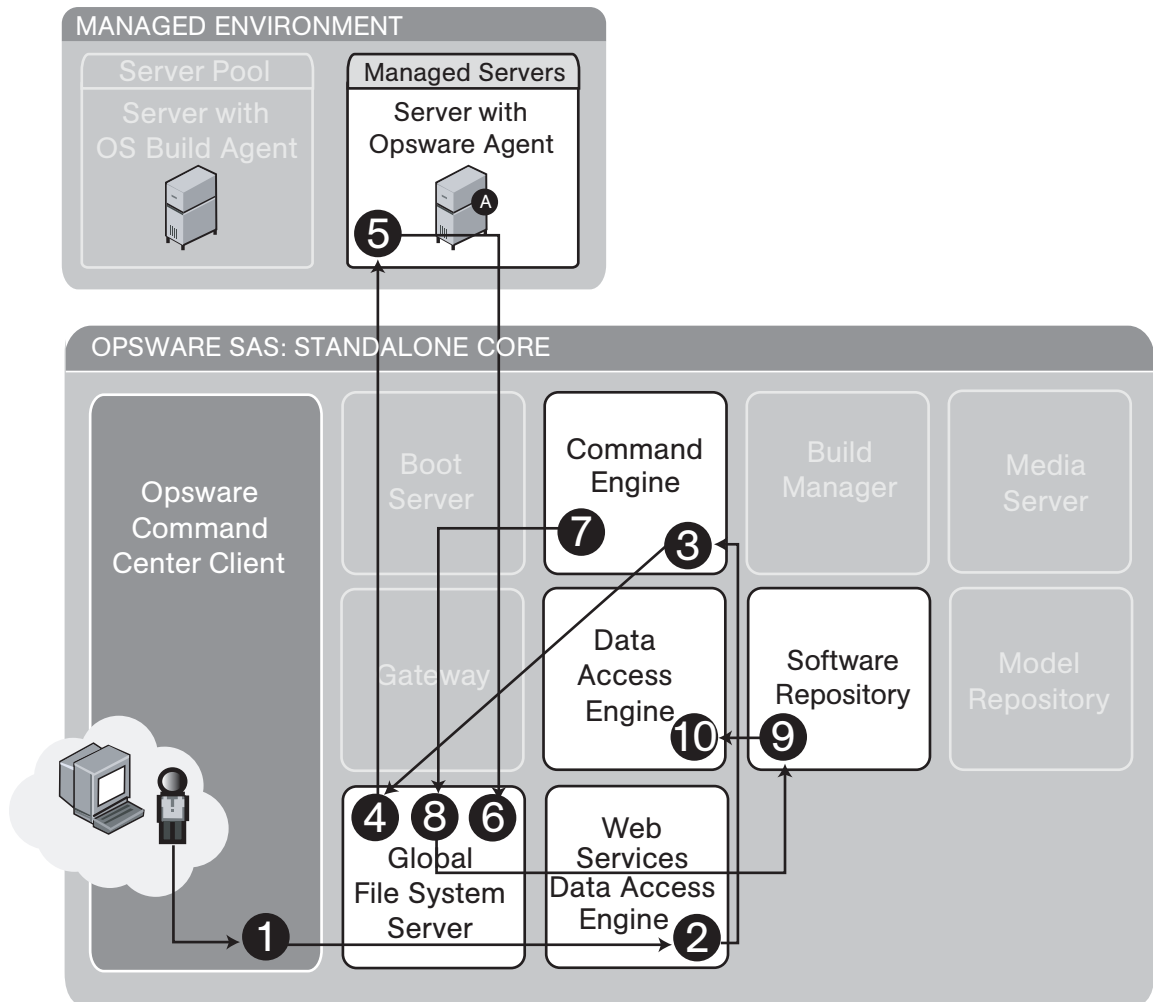 MANAGED ENVIRONMENT
Server Pool
Server with
OS Build Agent
Managed Servers
Server with
Opsware Agent
A
5
OPSWARE SAS: STANDALONE CORE
Opsware
Command
Center Client
Boot
Server
Command
Engine
7
3
Build
Manager
Media
Server
Gateway
Data
Access
Engine
10
Software
Repository
9
Model
Repository
4
8
6
Global
File System
Server
Web
Services
Data Access
Engine
2
1